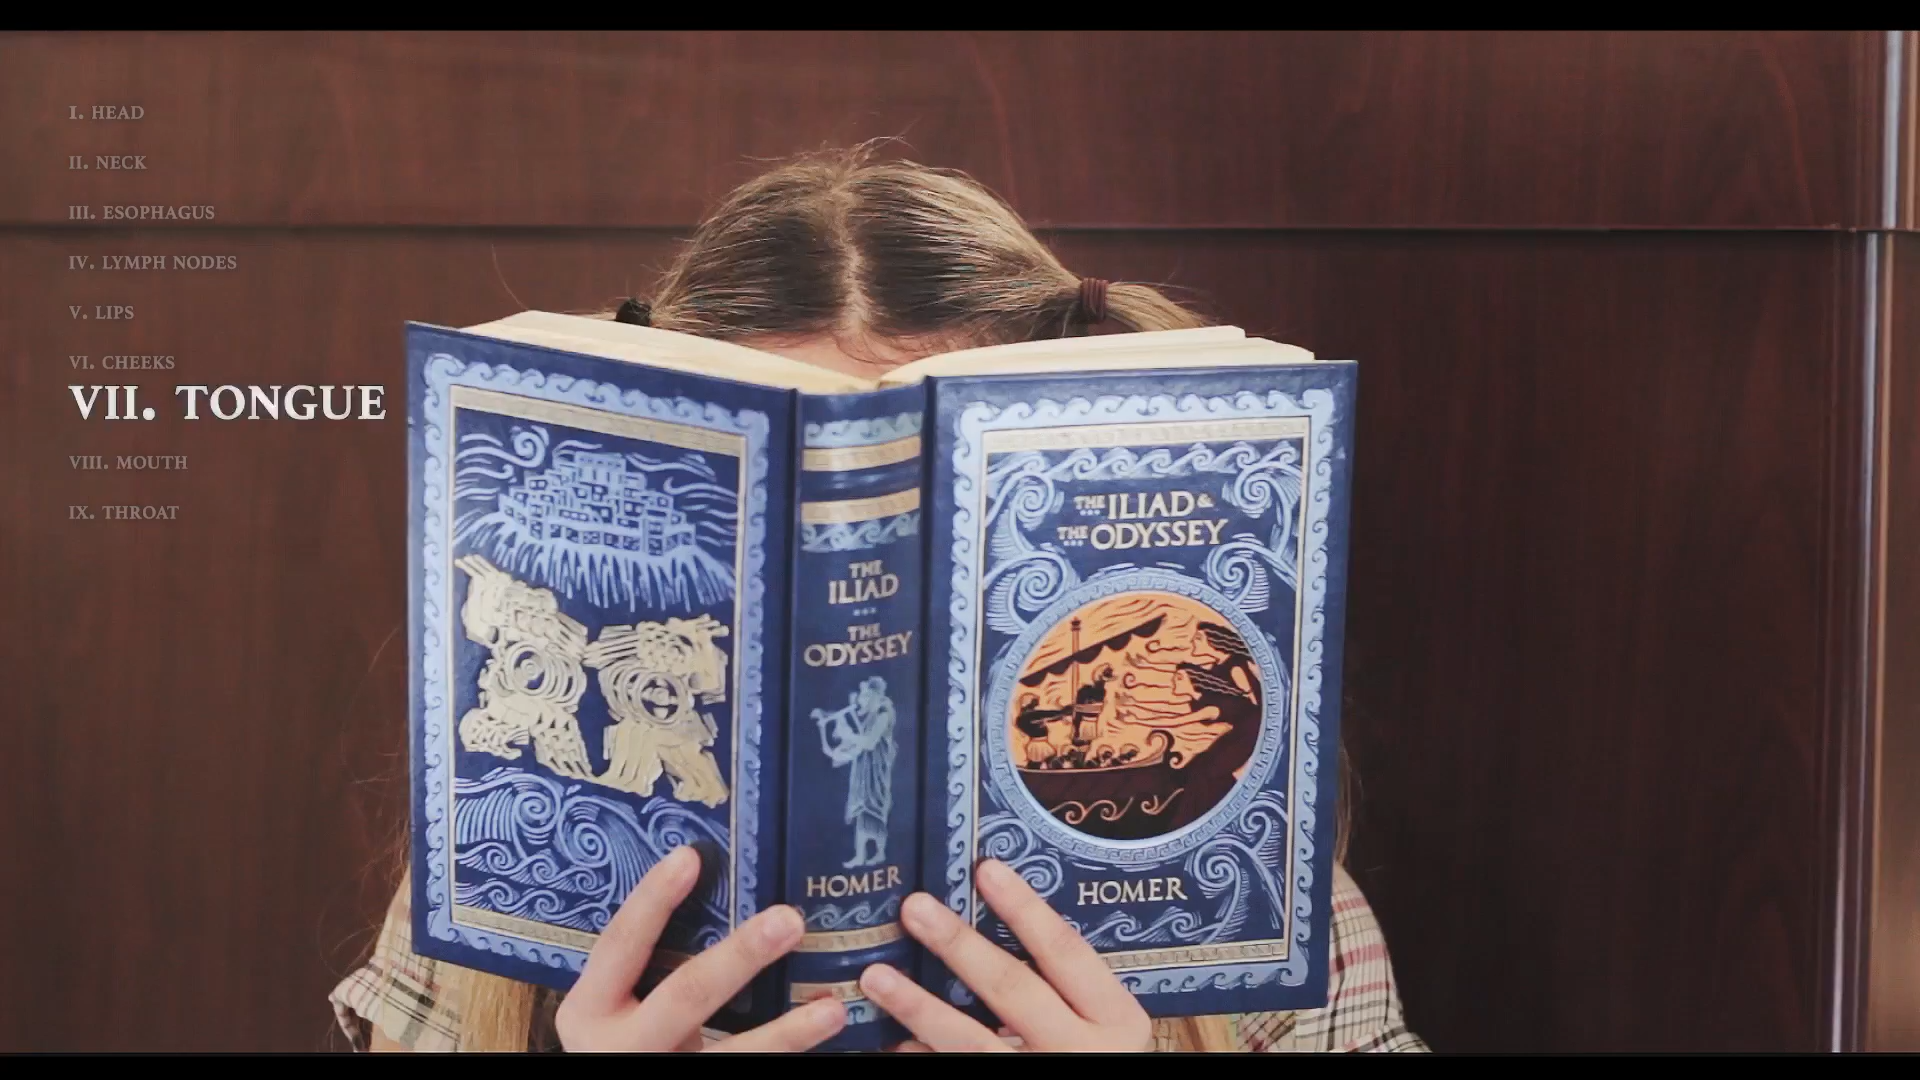 I. HEAD
II. NECK
III. ESOPHAGUS
IV. LYMPH NODES
V. LIPS
VI. CHEEKS
VII. TONGUE
VIII. MOUTH
IX. THROAT
THE
ILIAD
THE
ODYSSEY
HOMER
THE ILIAD &
THE ODYSSEY
HOMER